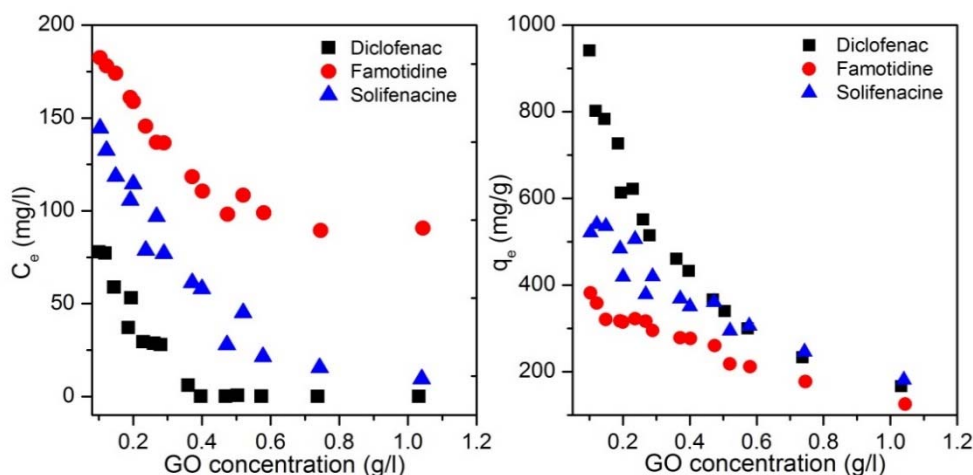 200
150
100
50
0
C_e (mg/l)
Diclofenac
Famotidine
Solifenacine
0.2 0.4 0.6 0.8 1.0 1.2
GO concentration (g/l)
1000
800
600
400
200
q_e (mg/g)
Diclofenac
Famotidine
Solifenacine
0.2 0.4 0.6 0.8 1.0 1.2
GO concentration (g/l)